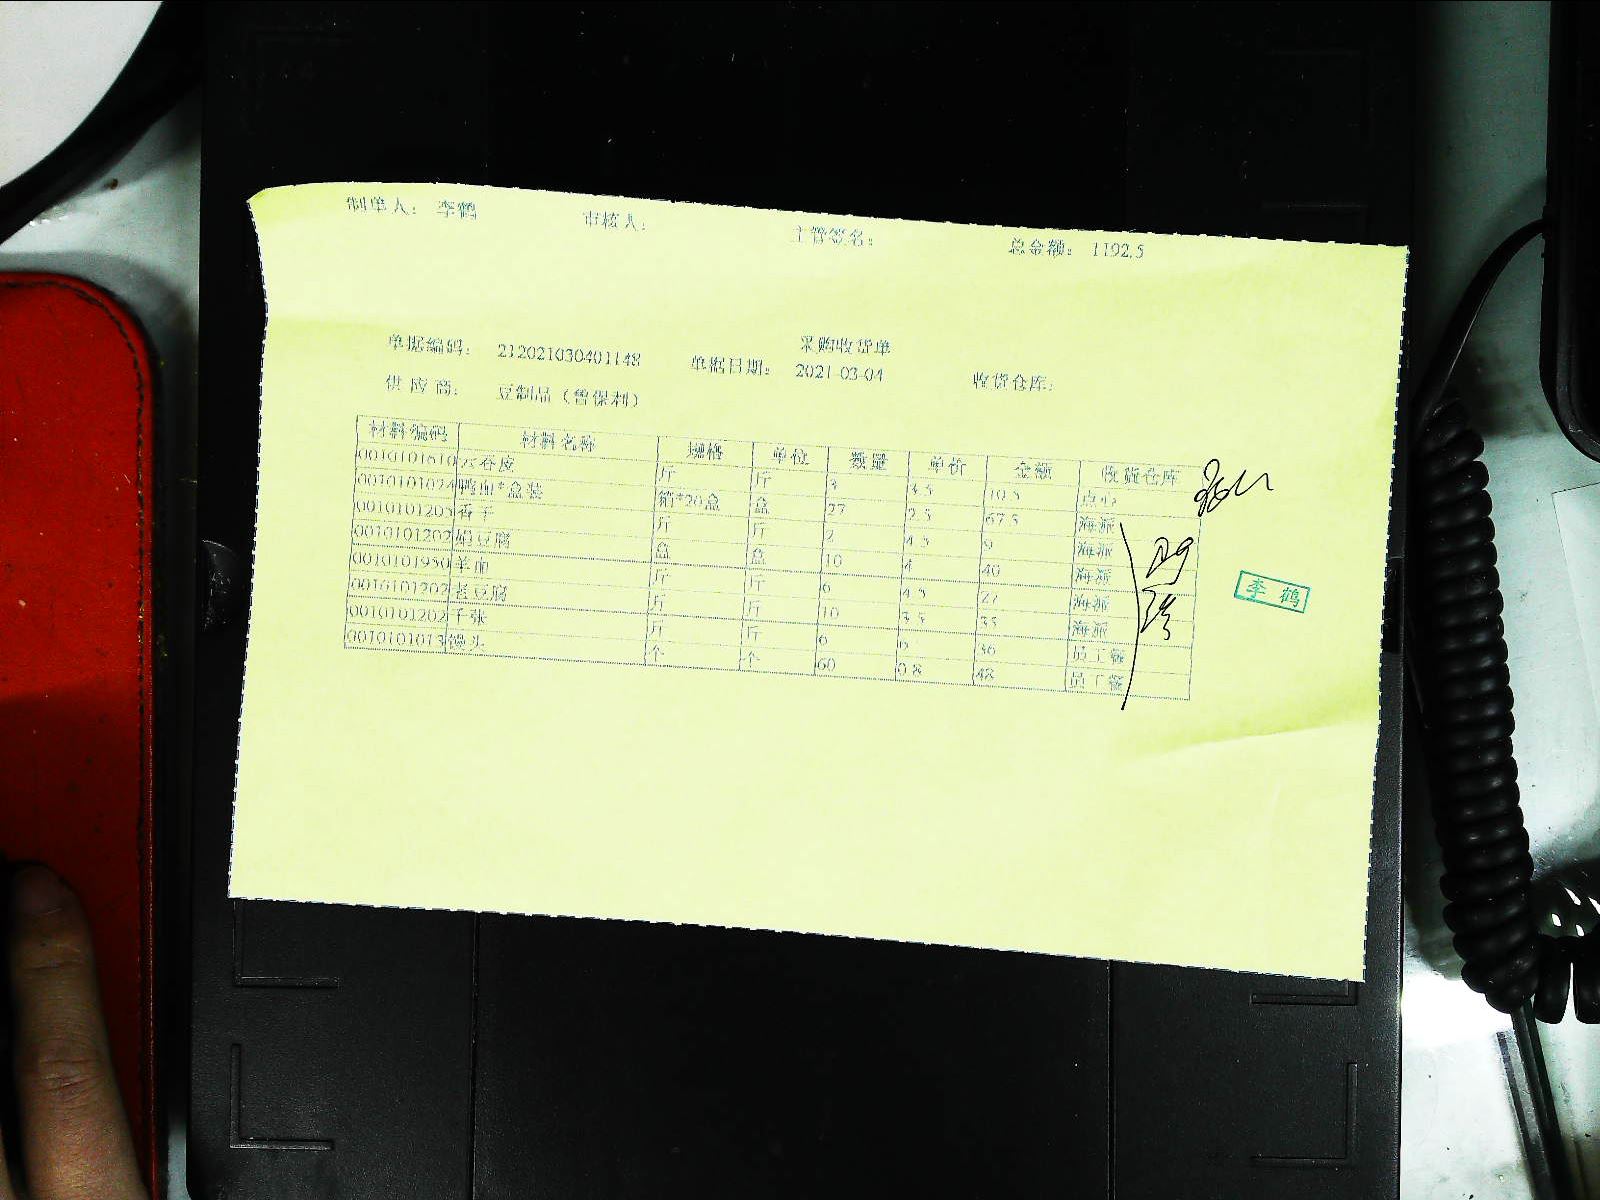 制单人： 李鹤 审核人： 主管签名： 总金额： 1192.5
采购收货单
单据编码： 212021030401148 单据日期： 2021-03-04 收货仓库：
供应商： 豆制品（曾保利）
材料编码 材料名称 规格 单位 数量 单价 金额 收货仓库
0010101610 云吞皮 斤 斤 3 3.5 10.5 点心
0010101024 鸭血*盒装 箱*20盒 盒 27 2.5 67.5 海派
0010101205 香干 斤 斤 2 4.5 9 海派
0010101202 绢豆腐 盒 盒 10 4 40 海派
0010101950 羊血 斤 斤 6 4.5 27 海派
0010101202 老豆腐 斤 斤 10 3.5 35 海派
0010101202 千张 斤 斤 6 6 36 员工餐
0010101013 馒头 个 个 60 0.8 48 员工餐
李鹤